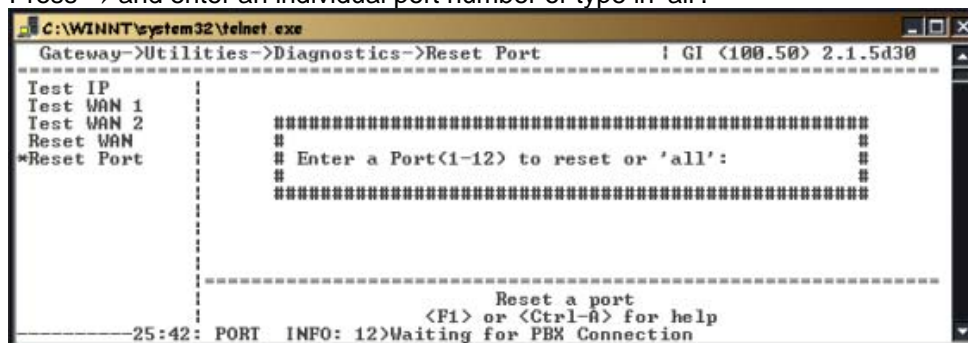 Press → and enter an individual port number or type in 'all'.
C:\WINNT\system32\telnet.exe
Gateway->Utilities->Diagnostics->Reset Port | GI (100.50) 2.1.5d30
Test IP
Test WAN 1
Test WAN 2
Reset WAN
*Reset Port
Enter a Port(1-12) to reset or 'all':
Reset a port
<F1> or <Ctrl-A> for help
----------25:42: PORT INFO: 12)Waiting for PBX Connection